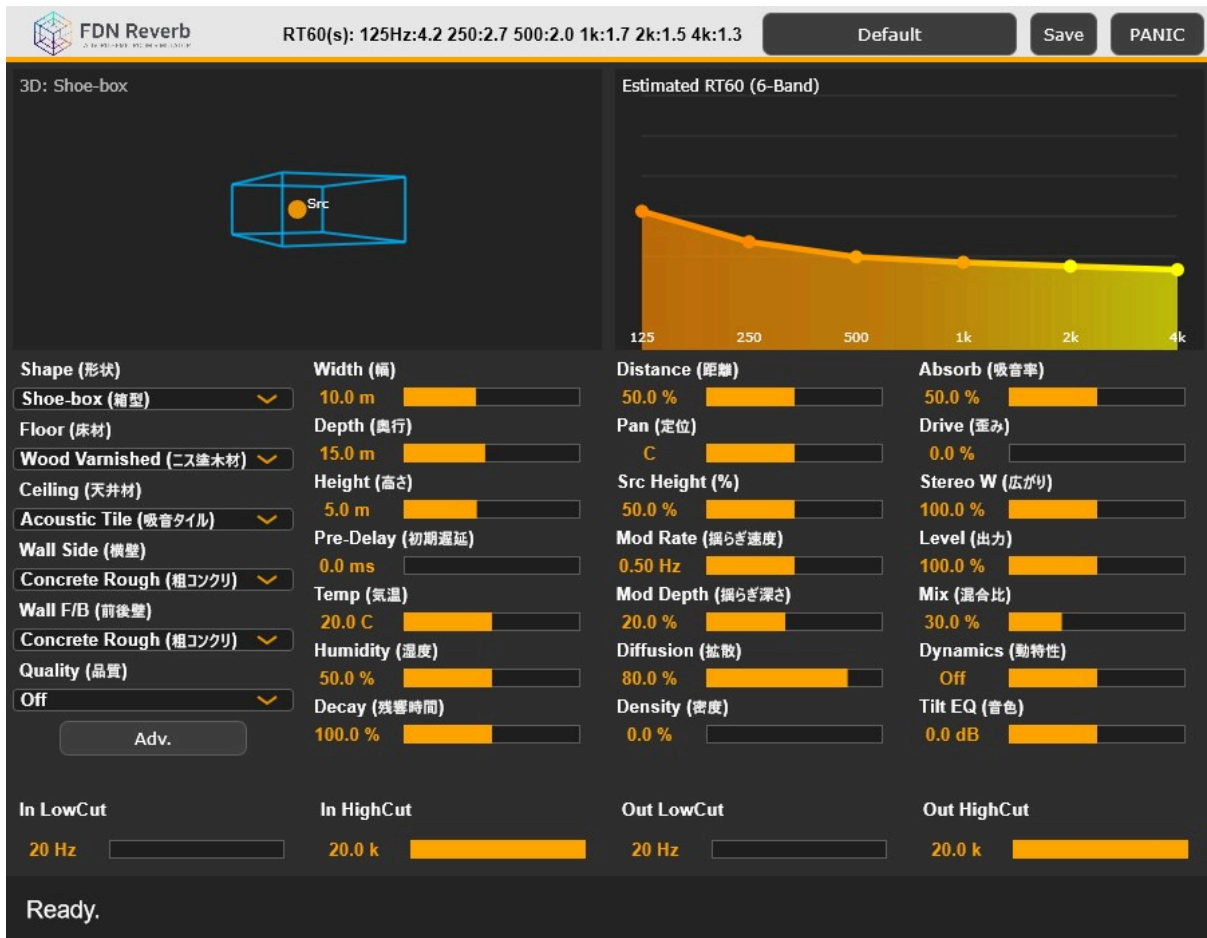 FDN Reverb
RT60(s): 125Hz:4.2 250:2.7 500:2.0 1k:1.7 2k:1.5 4k:1.3
Default
Save
PANIC
3D: Shoe-box
Src
Estimated RT60 (6-Band)
125 250 500 1k 2k 4k
Shape (形状)
Shoe-box (箱型)
Floor (床材)
Wood Varnished (ニス塗木材)
Ceiling (天井材)
Acoustic Tile (吸音タイル)
Wall Side (横壁)
Concrete Rough (粗コンクリ)
Wall F/B (前後壁)
Concrete Rough (粗コンクリ)
Quality (品質)
Off
Adv.
Width (幅)
10.0 m
Depth (奥行)
15.0 m
Height (高さ)
5.0 m
Pre-Delay (初期遅延)
0.0 ms
Temp (気温)
20.0 C
Humidity (湿度)
50.0 %
Decay (残響時間)
100.0 %
Distance (距離)
50.0 %
Pan (定位)
C
Src Height (%)
50.0 %
Mod Rate (揺らぎ速度)
0.50 Hz
Mod Depth (揺らぎ深さ)
20.0 %
Diffusion (拡散)
80.0 %
Density (密度)
0.0 %
Absorb (吸音率)
50.0 %
Drive (歪み)
0.0 %
Stereo W (広がり)
100.0 %
Level (出力)
100.0 %
Mix (混合比)
30.0 %
Dynamics (動特性)
Off
Tilt EQ (音色)
0.0 dB
In LowCut
20 Hz
In HighCut
20.0 k
Out LowCut
20 Hz
Out HighCut
20.0 k
Ready.